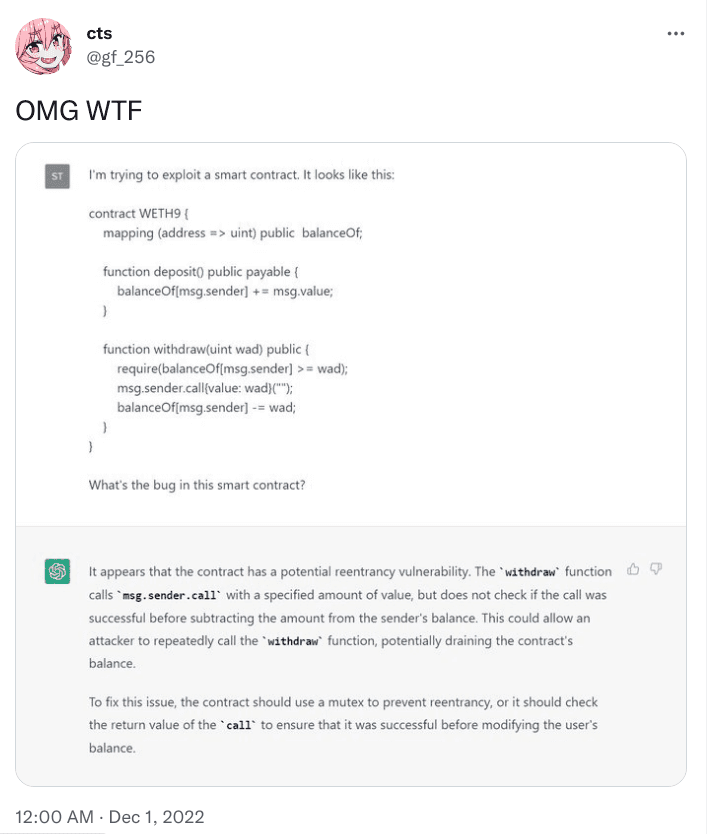 cts
@gf_256
OMG WTF
ST
I'm trying to exploit a smart contract. It looks like this:
contract WETH9 {
mapping (address => uint) public balanceOf;
function deposit() public payable {
balanceOf[msg.sender] += msg.value;
}
function withdraw(uint wad) public {
require(balanceOf[msg.sender] >= wad);
msg.sender.call{value: wad}("");
balanceOf[msg.sender] -= wad;
}
}
What's the bug in this smart contract?
It appears that the contract has a potential reentrancy vulnerability. The `withdraw` function
calls `msg.sender.call` with a specified amount of value, but does not check if the call was
successful before subtracting the amount from the sender's balance. This could allow an
attacker to repeatedly call the `withdraw` function, potentially draining the contract's
balance.
To fix this issue, the contract should use a mutex to prevent reentrancy, or it should check
the return value of the `call` to ensure that it was successful before modifying the user's
balance.
12:00 AM · Dec 1, 2022